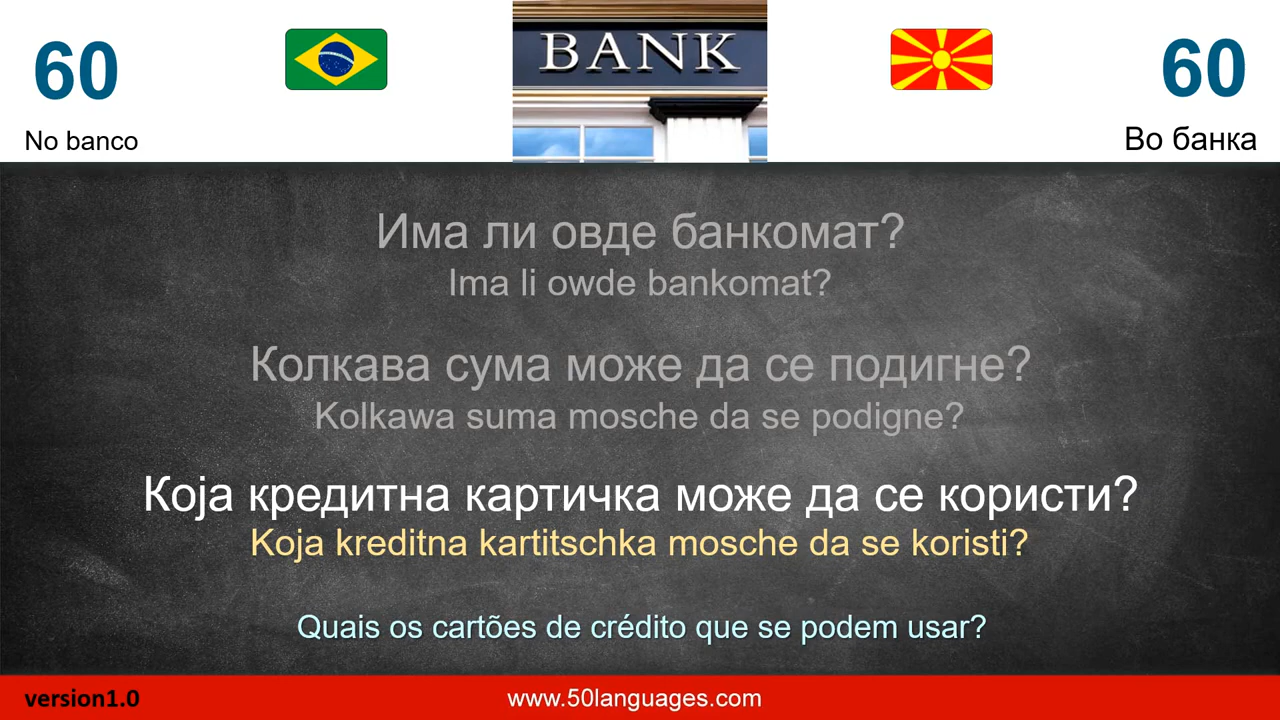 60
BANK
60
No banco
Во банка
Има ли овде банкомат?
Ima li owde bankomat?
Колкава сума може да се подигне?
Kolkawa suma mosche da se podigne?
Која кредитна картичка може да се користи?
Koja kreditna kartitschka mosche da se koristi?
Quais os cartões de crédito que se podem usar?
version1.0
www.50languages.com